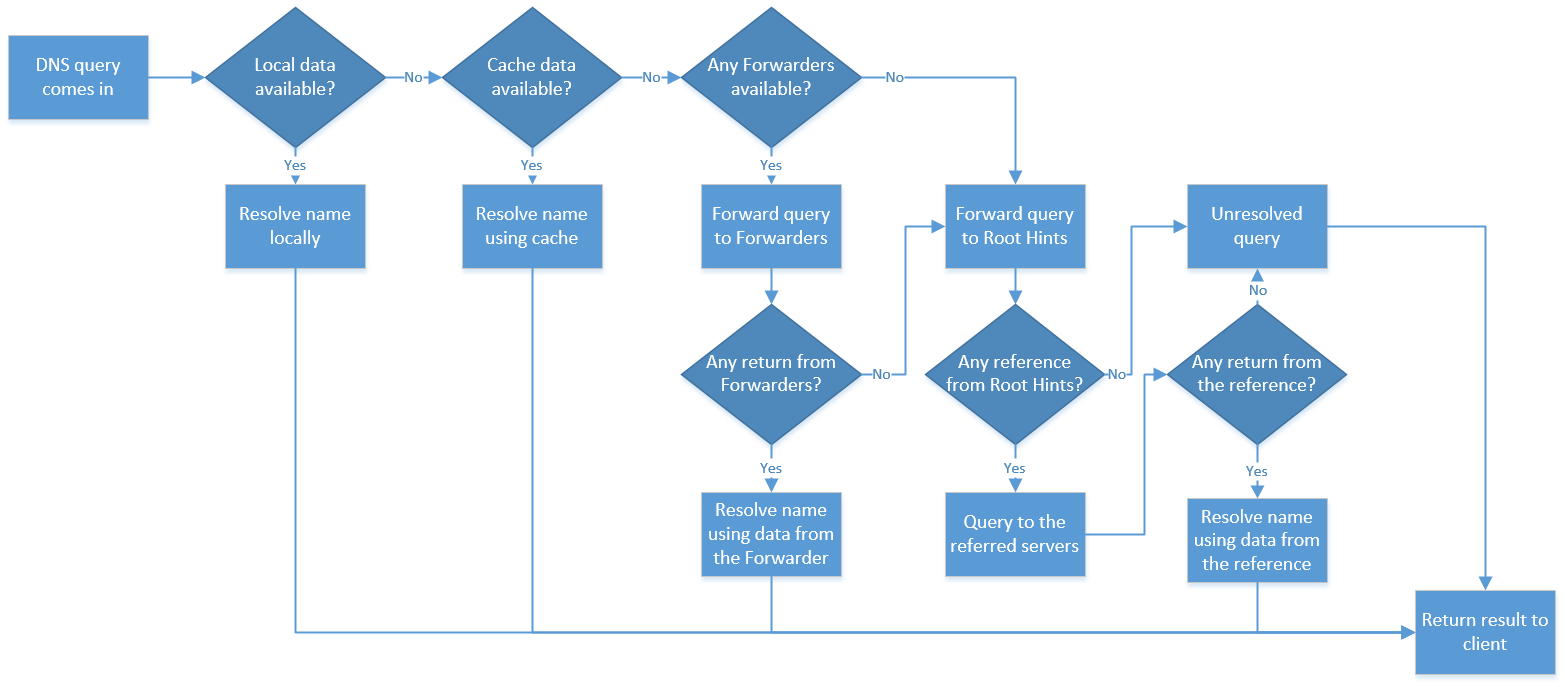 DNS query
comes in
Local data
available?
No
Cache data
available?
No
Any Forwarders
available?
No
Yes
Yes
Yes
Resolve name
locally
Resolve name
using cache
Forward query
to Forwarders
Forward query
to Root Hints
Unresolved
query
No
Any return from
Forwarders?
No
Any reference
from Root Hints?
No
Any return from
the reference?
Yes
Yes
Yes
Resolve name
using data from
the Forwarder
Query to the
referred servers
Resolve name
using data from
the reference
Return result to
client